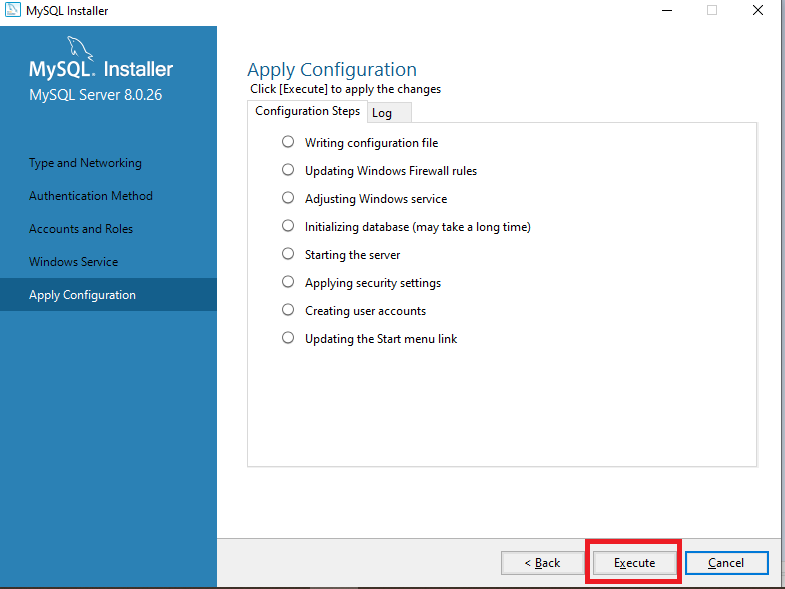 MySQL Installer
MySQL. Installer
MySQL Server 8.0.26
Type and Networking
Authentication Method
Accounts and Roles
Windows Service
Apply Configuration
Apply Configuration
Click [Execute] to apply the changes
Configuration Steps
Log
Writing configuration file
Updating Windows Firewall rules
Adjusting Windows service
Initializing database (may take a long time)
Starting the server
Applying security settings
Creating user accounts
Updating the Start menu link
< Back
Execute
Cancel